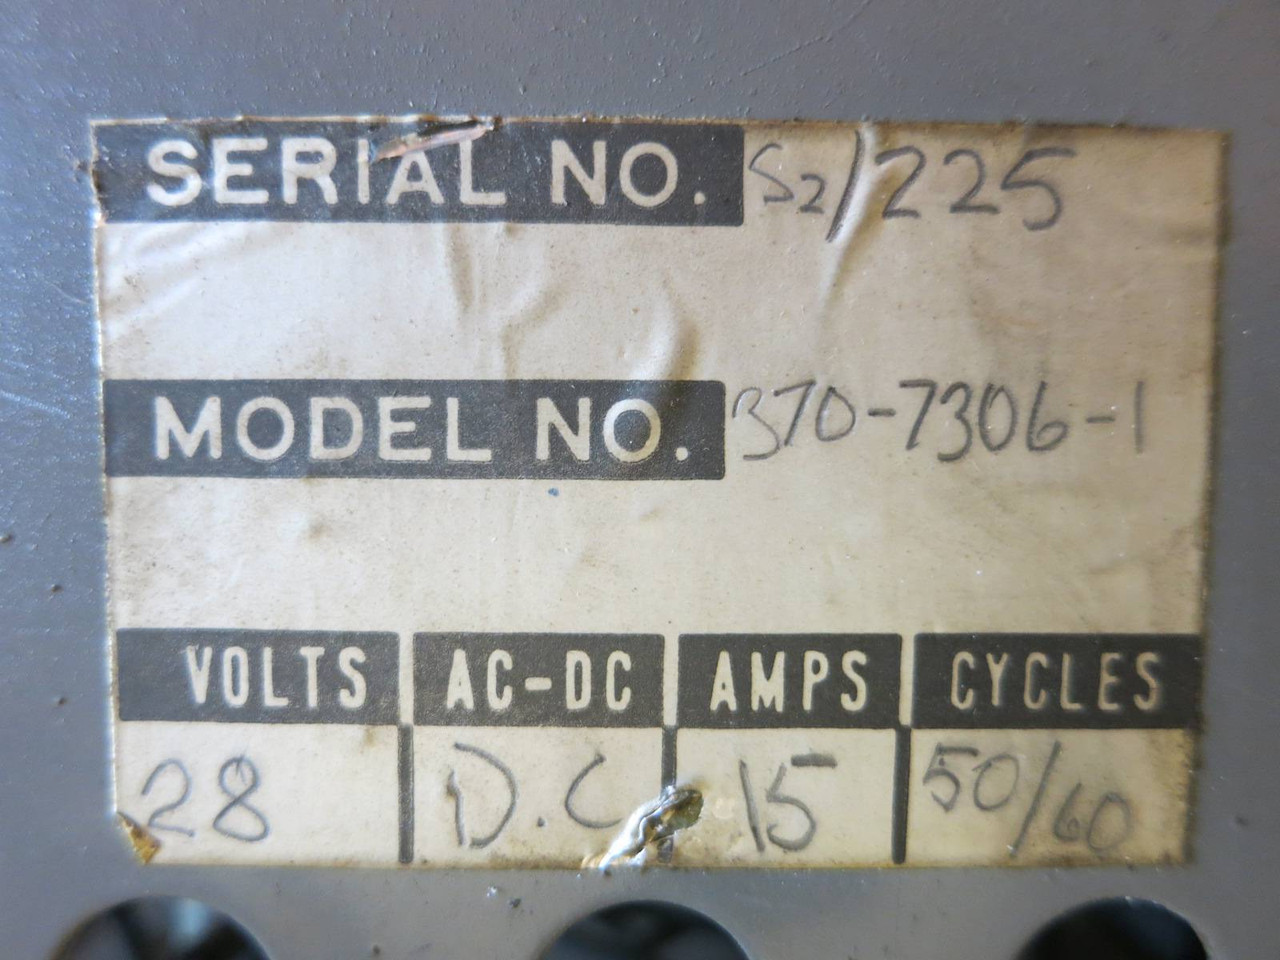 SERIAL NO. S2/225
MODEL NO. 370-7306-1
VOLTS AC-DC AMPS CYCLES
28 D.C 15 50/60